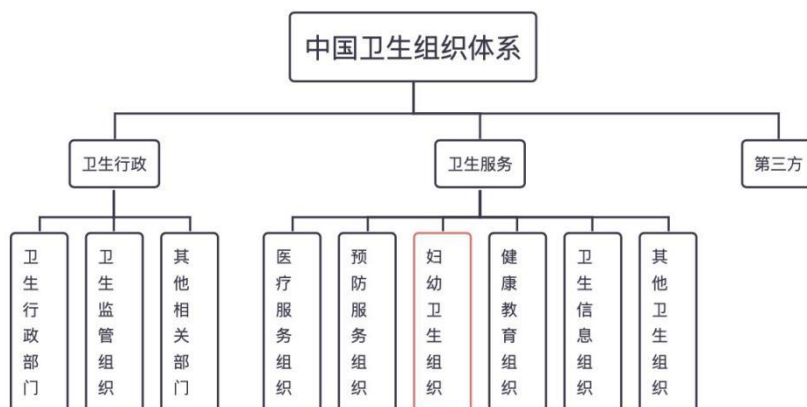 中国卫生组织体系
卫生行政
卫生服务
第三方
卫生行政部门
卫生监管组织
其他相关部门
医疗服务组织
预防服务组织
妇幼卫生组织
健康教育组织
卫生信息组织
其他卫生组织